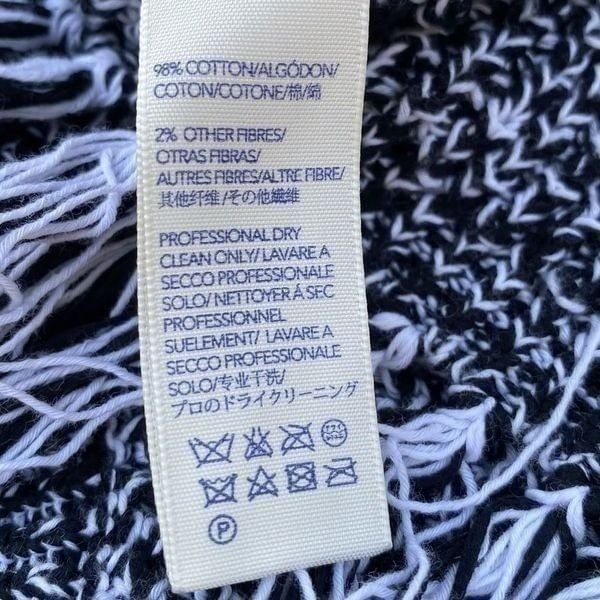 98% COTTON/ALGÓDON/
COTON/COTONE/棉/綿
2% OTHER FIBRES/
OTRAS FIBRAS/
AUTRES FIBRES/ALTRE FIBRE/
其他纤维/その他繊維
PROFESSIONAL DRY
CLEAN ONLY/ LAVARE A
SECCO PROFESSIONALE
SOLO/ NETTOYER À SEC
PROFESSIONNEL
SUELEMENT/ LAVARE A
SECCO PROFESSIONALE
SOLO/专业干洗/
プロのドライクリーニング
P